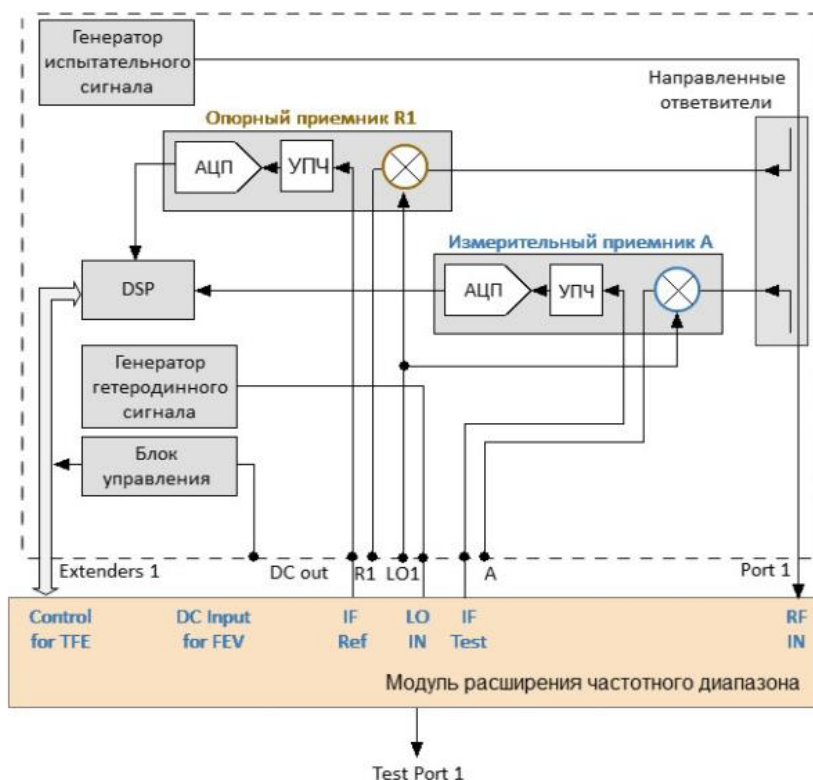 Генератор
испытательного
сигнала
Направленные
ответвители
Опорный приемник R1
АЦП
УПЧ
Измерительный приемник A
АЦП
УПЧ
DSP
Генератор
гетеродинного
сигнала
Блок
управления
Extenders 1
DC out
R1
LO1
A
Port 1
Control
for TFE
DC Input
for FEV
IF
Ref
LO
IN
IF
Test
RF
IN
Модуль расширения частотного диапазона
Test Port 1